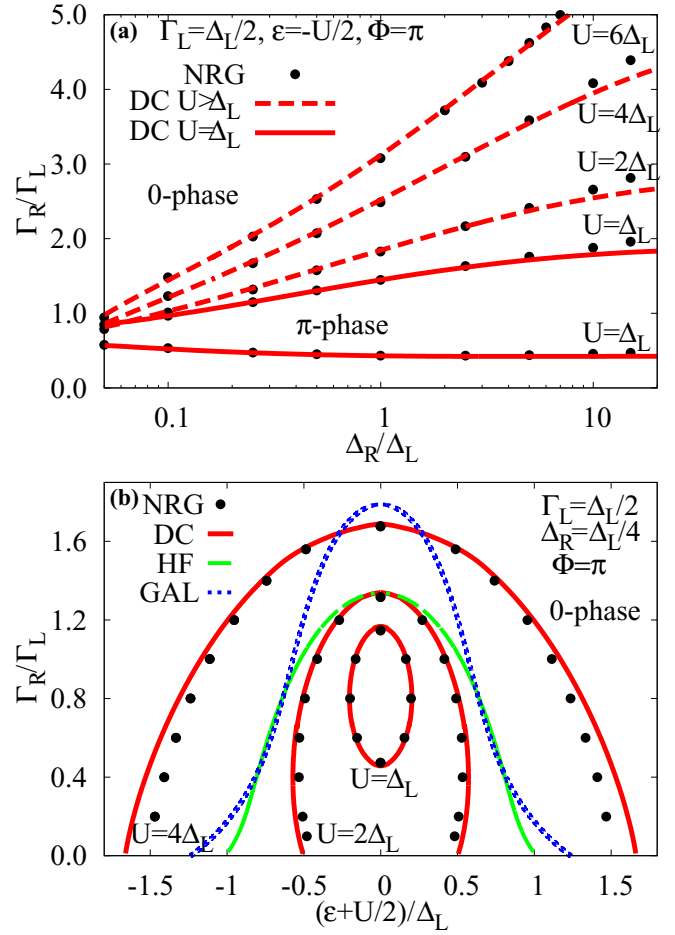 (a) Γ_L=Δ_L/2, ε=-U/2, Φ=π
NRG
DC U>Δ_L
DC U=Δ_L
U=6Δ_L
U=4Δ_L
U=2Δ_L
U=Δ_L
U=Δ_L
0-phase
π-phase
5.0
4.0
3.0
2.0
1.0
0.0
Γ_R/Γ_L
0.1
1
10
Δ_R/Δ_L
(b)
NRG
DC
HF
GAL
Γ_L=Δ_L/2
Δ_R=Δ_L/4
Φ=π
0-phase
U=Δ_L
U=4Δ_L
U=2Δ_L
1.6
1.2
0.8
0.4
0.0
Γ_R/Γ_L
-1.5
-1
-0.5
0
0.5
1
1.5
(ε+U/2)/Δ_L